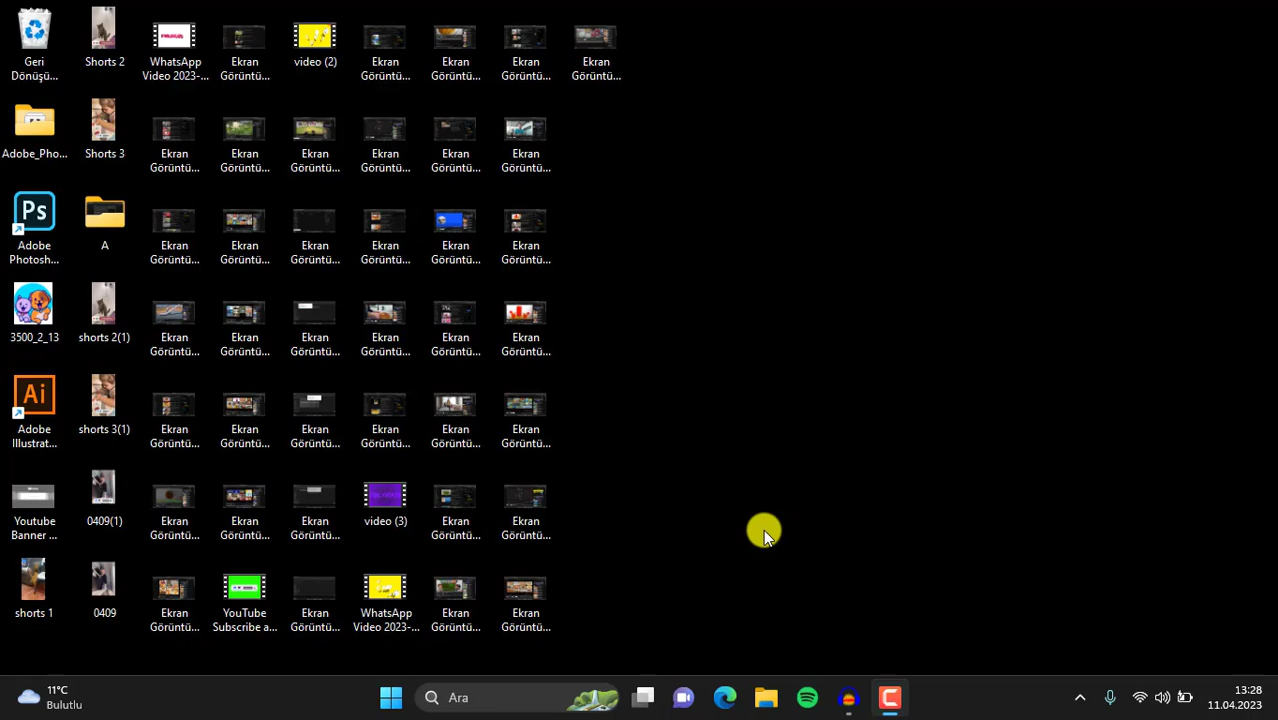 Geri
Dönüşü...
Shorts 2
WhatsApp
Video 2023-...
Ekran
Görüntü...
video (2)
Ekran
Görüntü...
Ekran
Görüntü...
Ekran
Görüntü...
Ekran
Görüntü...
Adobe_Pho...
Shorts 3
Ekran
Görüntü...
Ekran
Görüntü...
Ekran
Görüntü...
Ekran
Görüntü...
Ekran
Görüntü...
Ekran
Görüntü...
Ps
Adobe
Photosh...
A
Ekran
Görüntü...
Ekran
Görüntü...
Ekran
Görüntü...
Ekran
Görüntü...
Ekran
Görüntü...
Ekran
Görüntü...
3500_2_13
shorts 2(1)
Ekran
Görüntü...
Ekran
Görüntü...
Ekran
Görüntü...
Ekran
Görüntü...
Ekran
Görüntü...
Ekran
Görüntü...
Ai
Adobe
Illustrat...
shorts 3(1)
Ekran
Görüntü...
Ekran
Görüntü...
Ekran
Görüntü...
Ekran
Görüntü...
Ekran
Görüntü...
Ekran
Görüntü...
Youtube
Banner ...
0409(1)
Ekran
Görüntü...
Ekran
Görüntü...
Ekran
Görüntü...
video (3)
Ekran
Görüntü...
Ekran
Görüntü...
shorts 1
0409
Ekran
Görüntü...
YouTube
Subscribe a...
Ekran
Görüntü...
WhatsApp
Video 2023-...
Ekran
Görüntü...
Ekran
Görüntü...
11°C
Bulutlu
Ara
13:28
11.04.2023